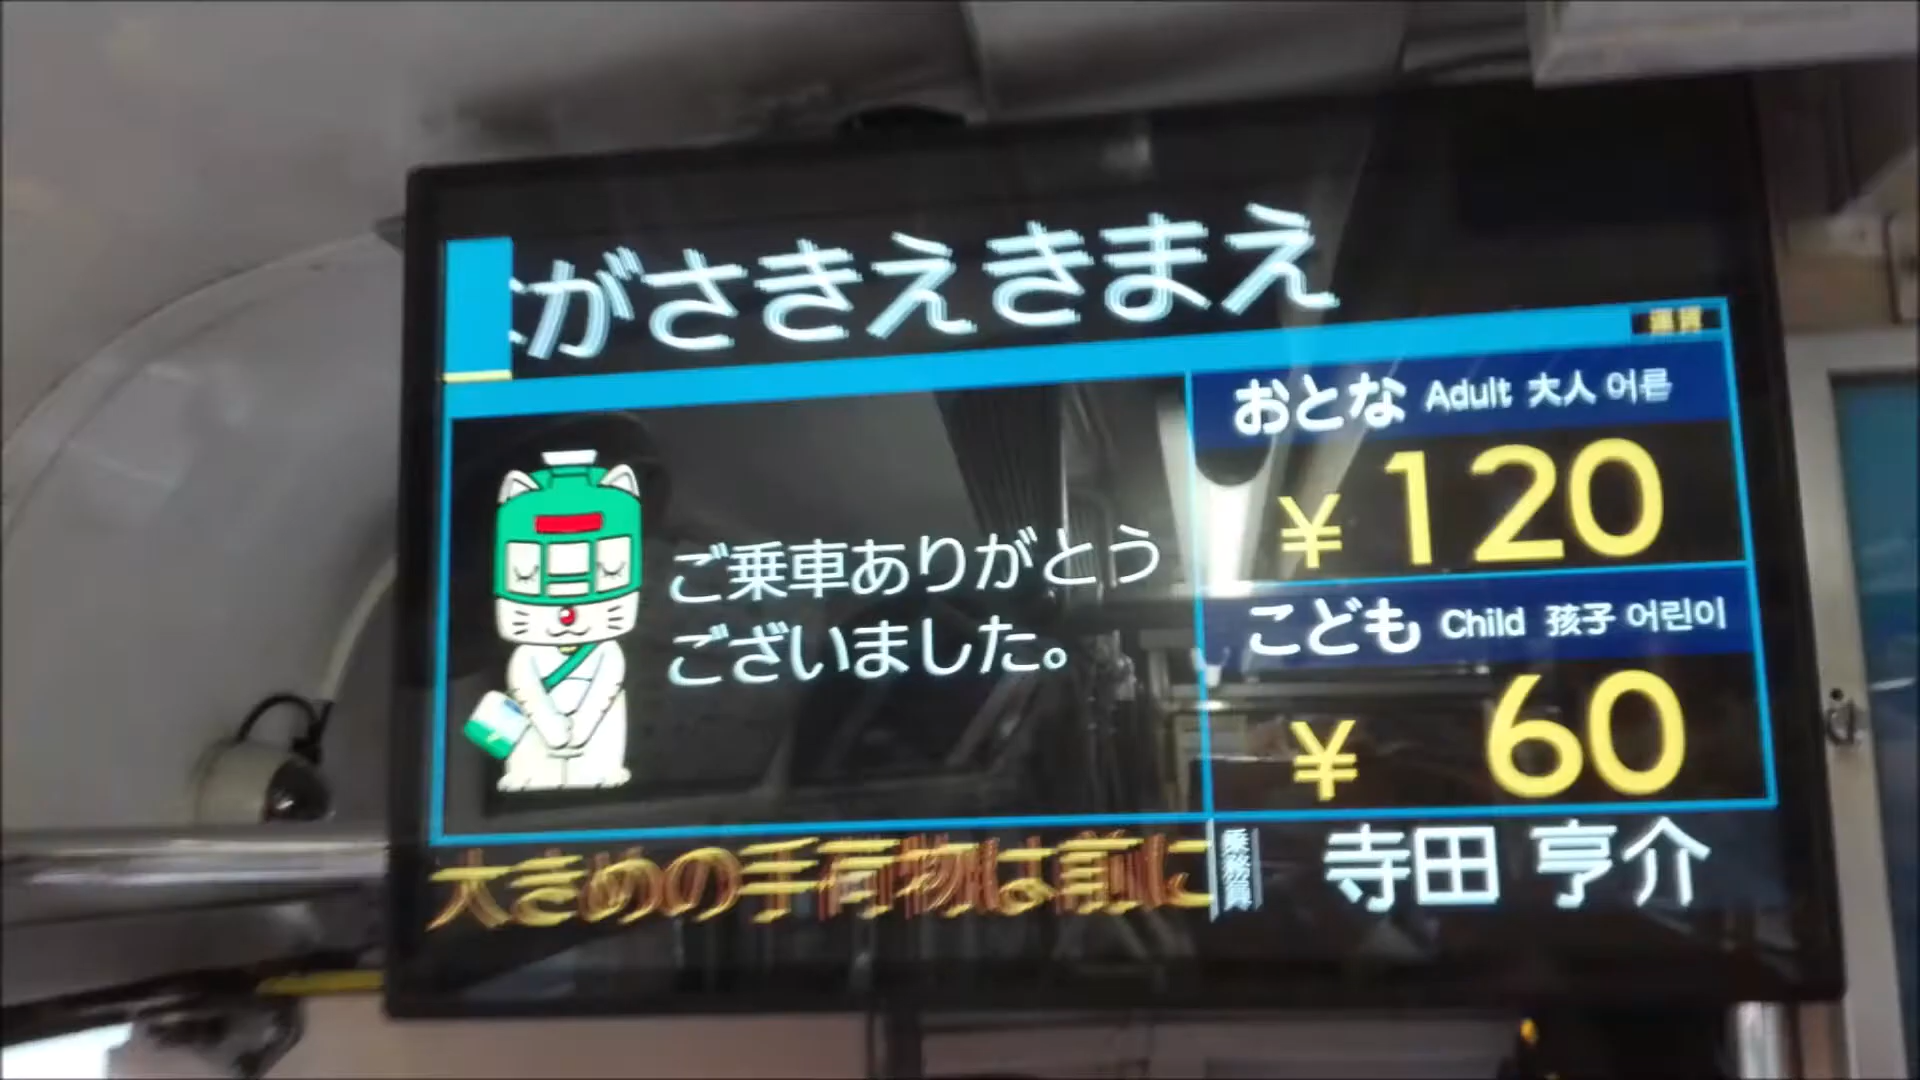 がさきえきまえ
運賃
おとな Adult 大人 어른
¥120
ご乗車ありがとう
ございました。
こども Child 孩子 어린이
¥60
大きめの手荷物は前に
乗務員 寺田 亨介